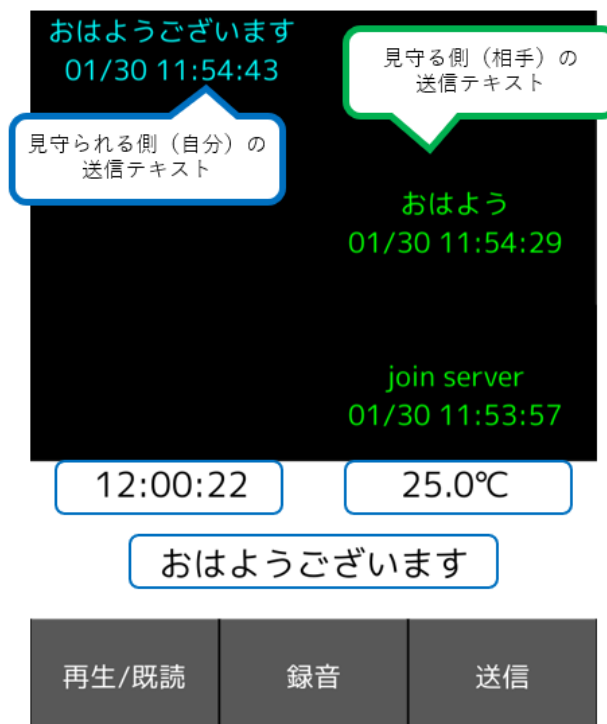 おはようございます
01/30 11:54:43
見守る側（相手）の
送信テキスト
見守られる側（自分）の
送信テキスト
おはよう
01/30 11:54:29
join server
01/30 11:53:57
12:00:22
25.0℃
おはようございます
再生/既読
録音
送信